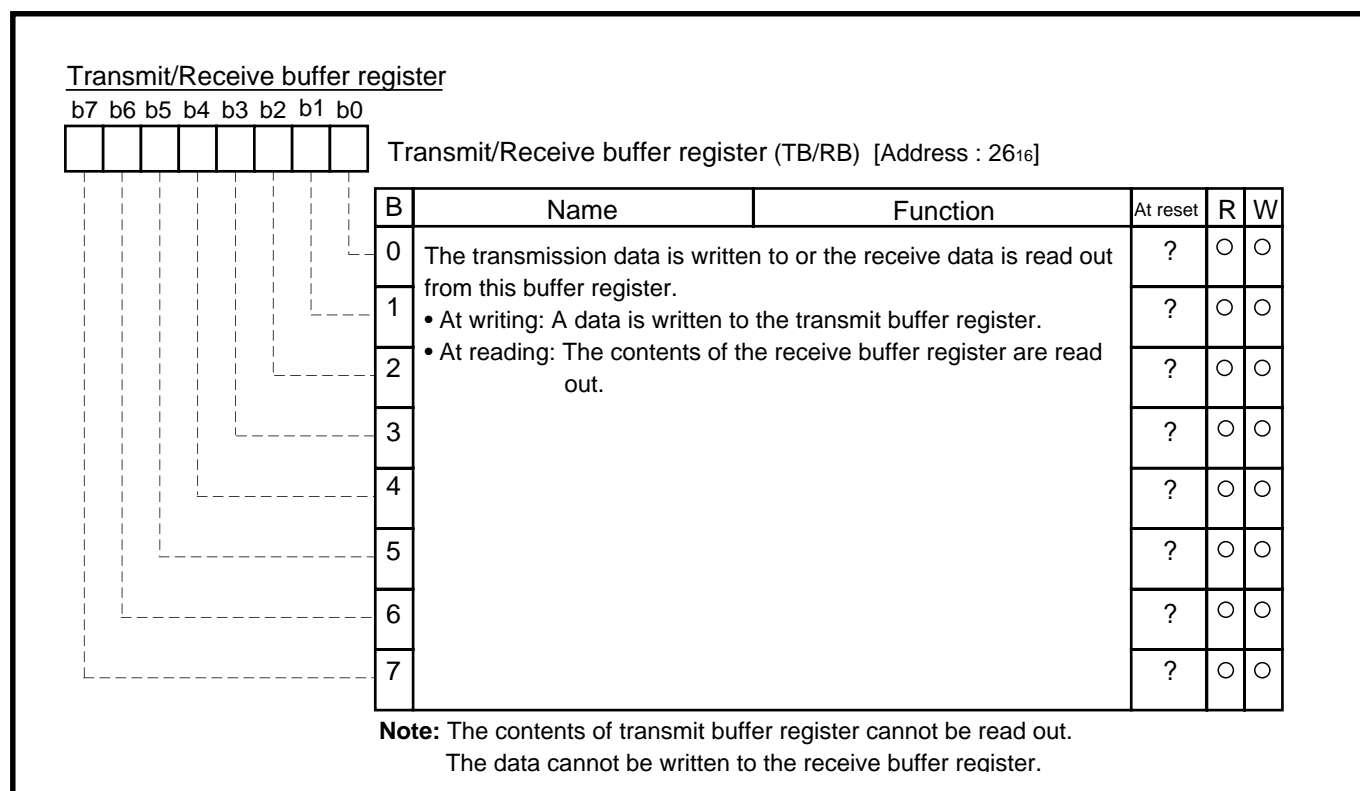 Transmit/Receive buffer register
b7 b6 b5 b4 b3 b2 b1 b0
Transmit/Receive buffer register (TB/RB) [Address : 26₁₆]
B Name Function At reset R W
0 The transmission data is written to or the receive data is read out ? ○ ○
from this buffer register.
1 • At writing: A data is written to the transmit buffer register. ? ○ ○
• At reading: The contents of the receive buffer register are read
2 out. ? ○ ○
3 ? ○ ○
4 ? ○ ○
5 ? ○ ○
6 ? ○ ○
7 ? ○ ○
Note: The contents of transmit buffer register cannot be read out.
The data cannot be written to the receive buffer register.